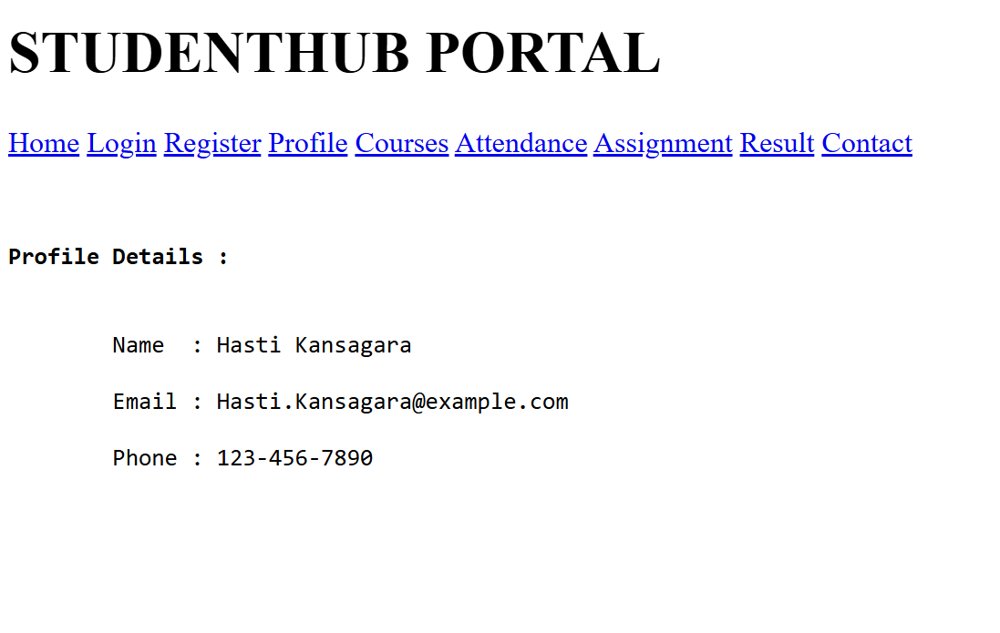 STUDENTHUB PORTAL
Home Login Register Profile Courses Attendance Assignment Result Contact
Profile Details :
Name  : Hasti Kansagara
Email : Hasti.Kansagara@example.com
Phone : 123-456-7890